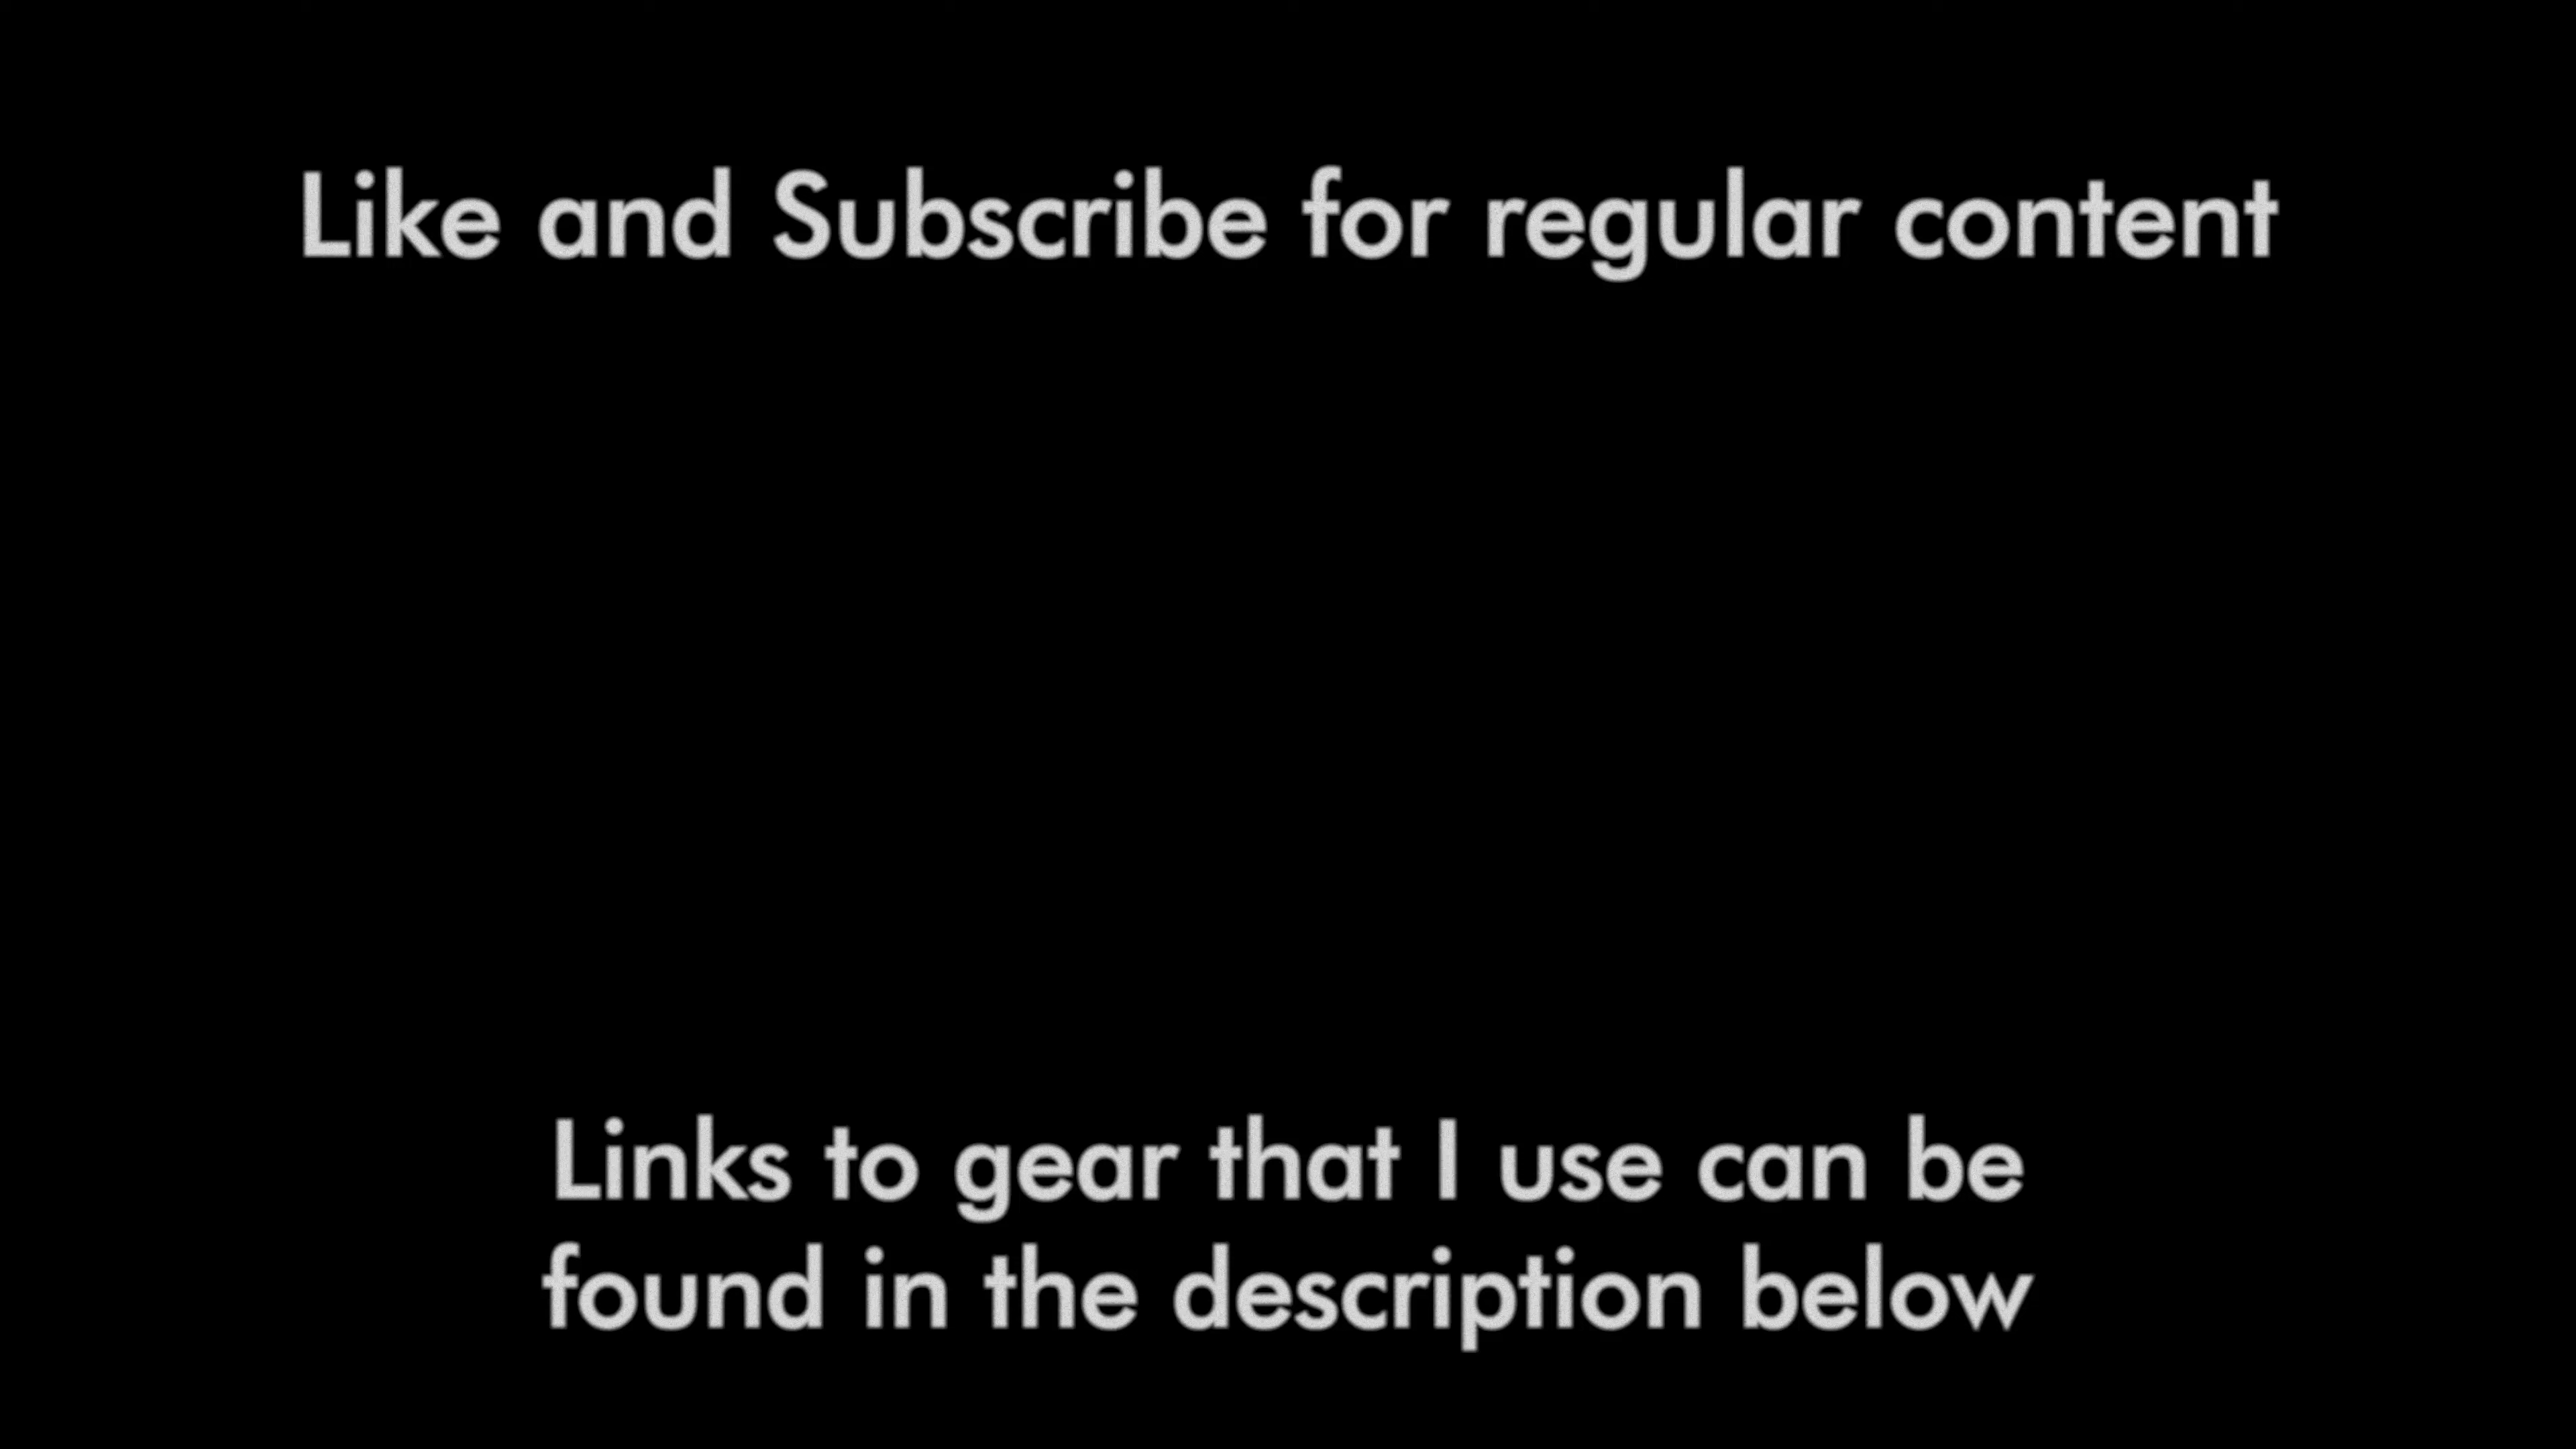 Like and Subscribe for regular content
Links to gear that I use can be
found in the description below